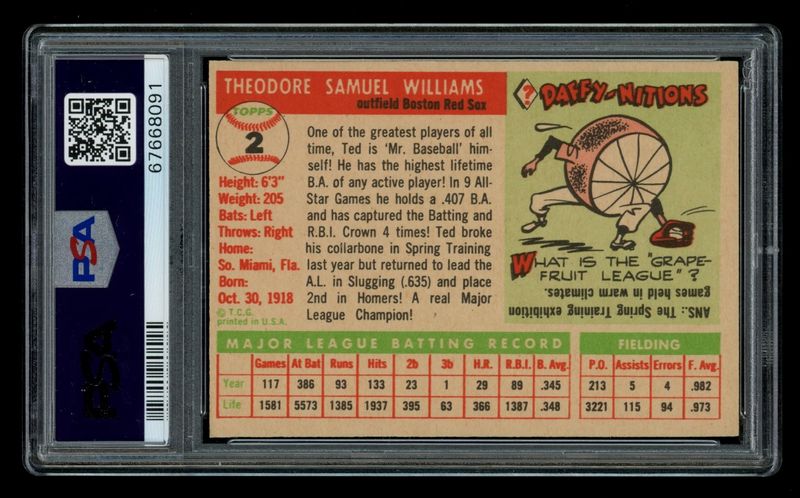 67668091
PSA
PSA
THEODORE SAMUEL WILLIAMS
outfield Boston Red Sox
TOPPS
2
Height: 6'3"
Weight: 205
Bats: Left
Throws: Right
Home:
So. Miami, Fla.
Born:
Oct. 30, 1918
© T.C.G.
printed in U.S.A.
One of the greatest players of all
time, Ted is 'Mr. Baseball' him-
self! He has the highest lifetime
B.A. of any active player! In 9 All-
Star Games he holds a .407 B.A.
and has captured the Batting and
R.B.I. Crown 4 times! Ted broke
his collarbone in Spring Training
last year but returned to lead the
A.L. in Slugging (.635) and place
2nd in Homers! A real Major
League Champion!
? DAFFY-NITIONS
WHAT IS THE "GRAPE-
FRUIT LEAGUE"?
ANS.: The Spring Training exhibition
games held in warm climates.
MAJOR LEAGUE BATTING RECORD
Games At Bat Runs Hits 2b 3b H.R. R.B.I. B. Avg.
Year 117 386 93 133 23 1 29 89 .345
Life 1581 5573 1385 1937 395 63 366 1387 .348
FIELDING
P.O. Assists Errors F. Avg.
213 5 4 .982
3221 115 94 .973